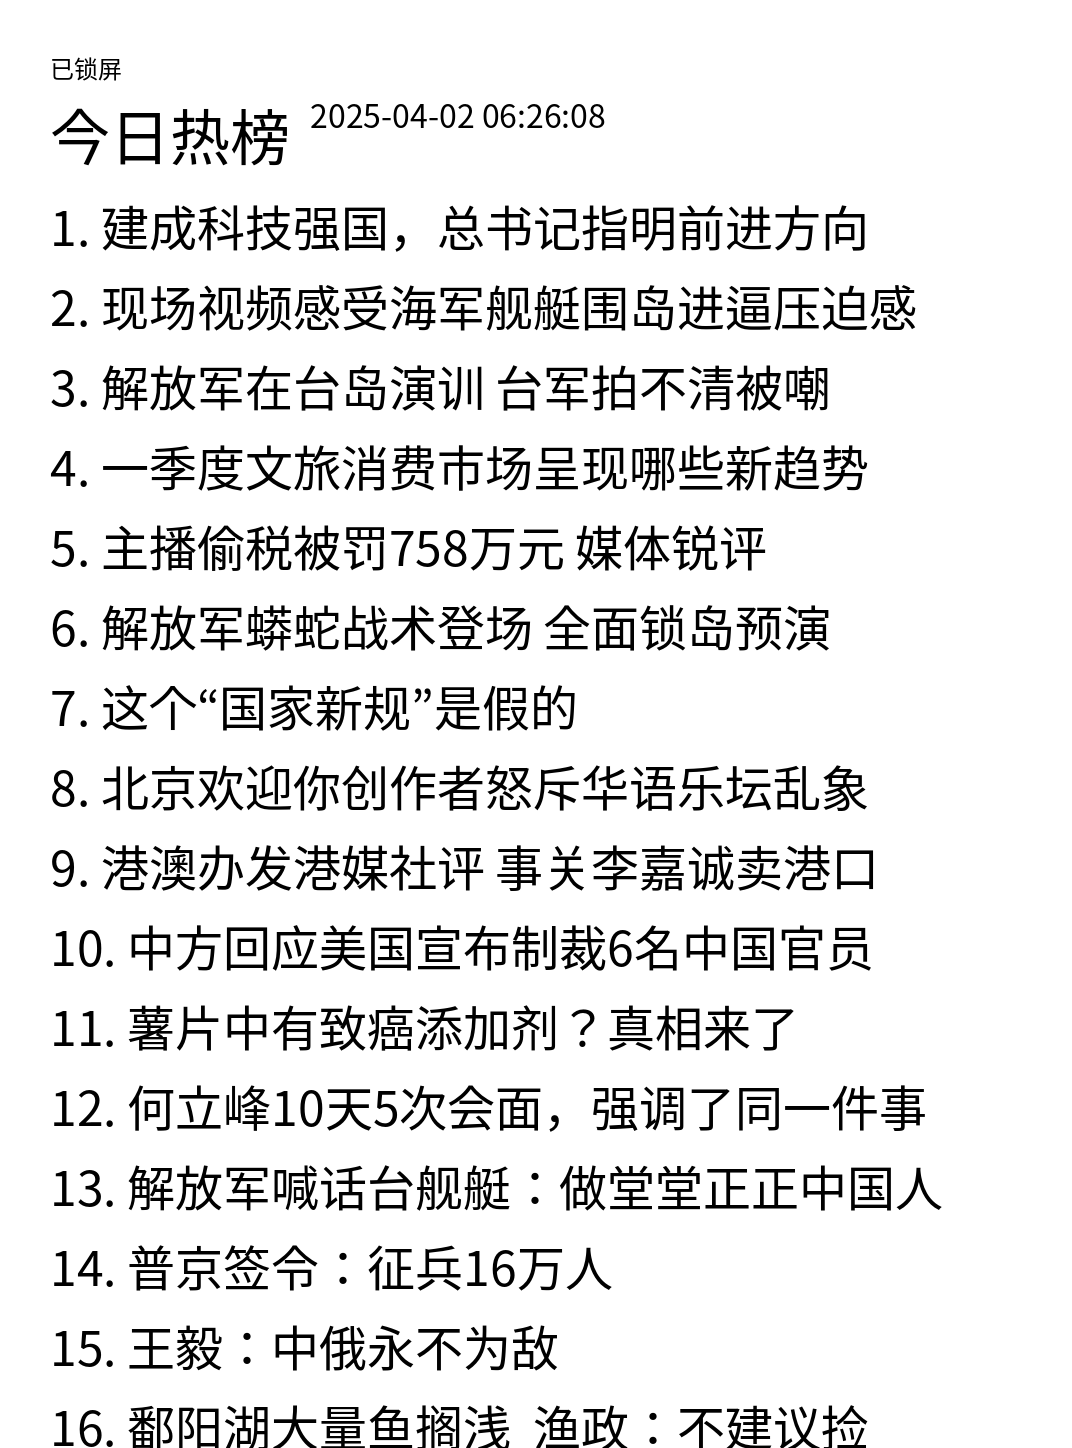 已锁屏
今日热榜 2025-04-02 06:26:08
1. 建成科技强国，总书记指明前进方向
2. 现场视频感受海军舰艇围岛进逼压迫感
3. 解放军在台岛演训 台军拍不清被嘲
4. 一季度文旅消费市场呈现哪些新趋势
5. 主播偷税被罚758万元 媒体锐评
6. 解放军蟒蛇战术登场 全面锁岛预演
7. 这个“国家新规”是假的
8. 北京欢迎你创作者怒斥华语乐坛乱象
9. 港澳办发港媒社评 事关李嘉诚卖港口
10. 中方回应美国宣布制裁6名中国官员
11. 薯片中有致癌添加剂？真相来了
12. 何立峰10天5次会面，强调了同一件事
13. 解放军喊话台舰艇：做堂堂正正中国人
14. 普京签令：征兵16万人
15. 王毅：中俄永不为敌
16. 鄱阳湖大量鱼搁浅 渔政：不建议捡